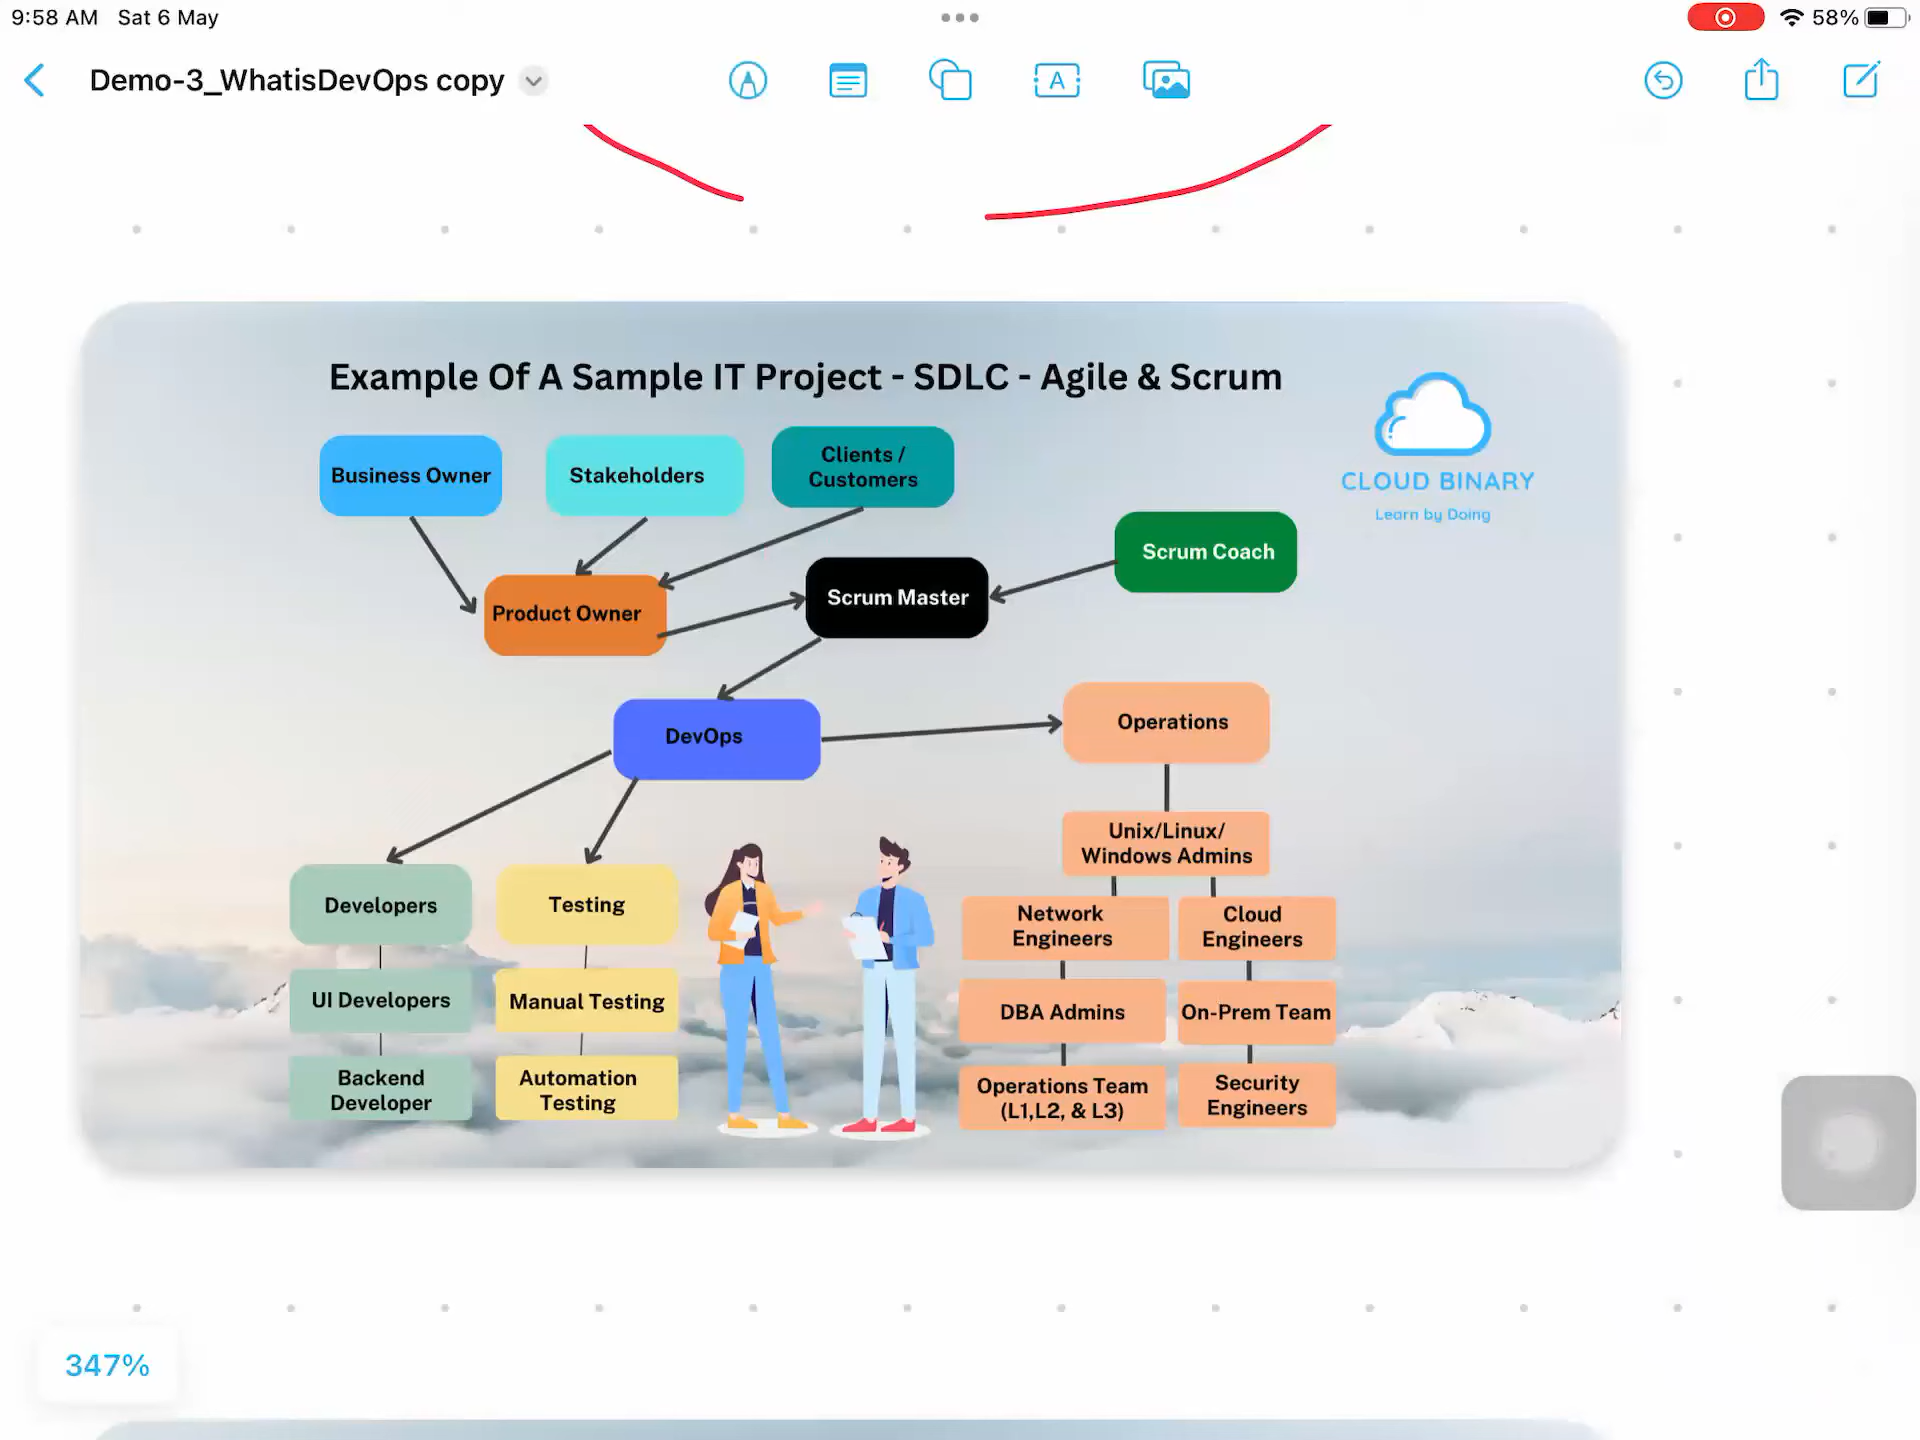 9:58 AM Sat 6 May
58%
Demo-3_WhatisDevOps copy
A
Example Of A Sample IT Project - SDLC - Agile & Scrum
CLOUD BINARY
Learn by Doing
Business Owner
Stakeholders
Clients /
Customers
Scrum Coach
Product Owner
Scrum Master
DevOps
Operations
Unix/Linux/
Windows Admins
Developers
Testing
Network
Engineers
Cloud
Engineers
UI Developers
Manual Testing
DBA Admins
On-Prem Team
Backend
Developer
Automation
Testing
Operations Team
(L1,L2, & L3)
Security
Engineers
347%